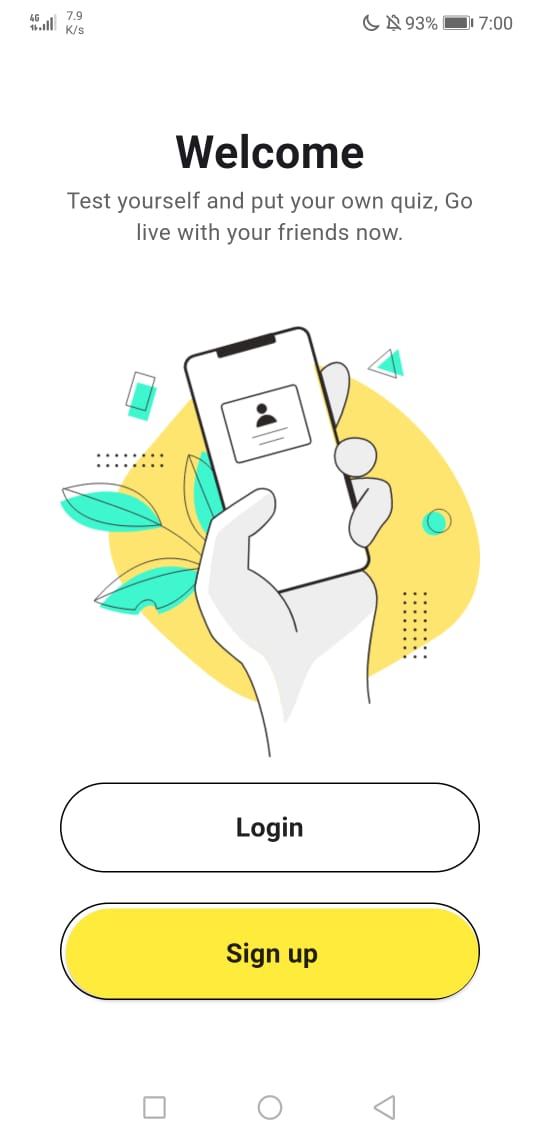 4G 7.9 K/s 93% 7:00
Welcome
Test yourself and put your own quiz, Go
live with your friends now.
Login
Sign up